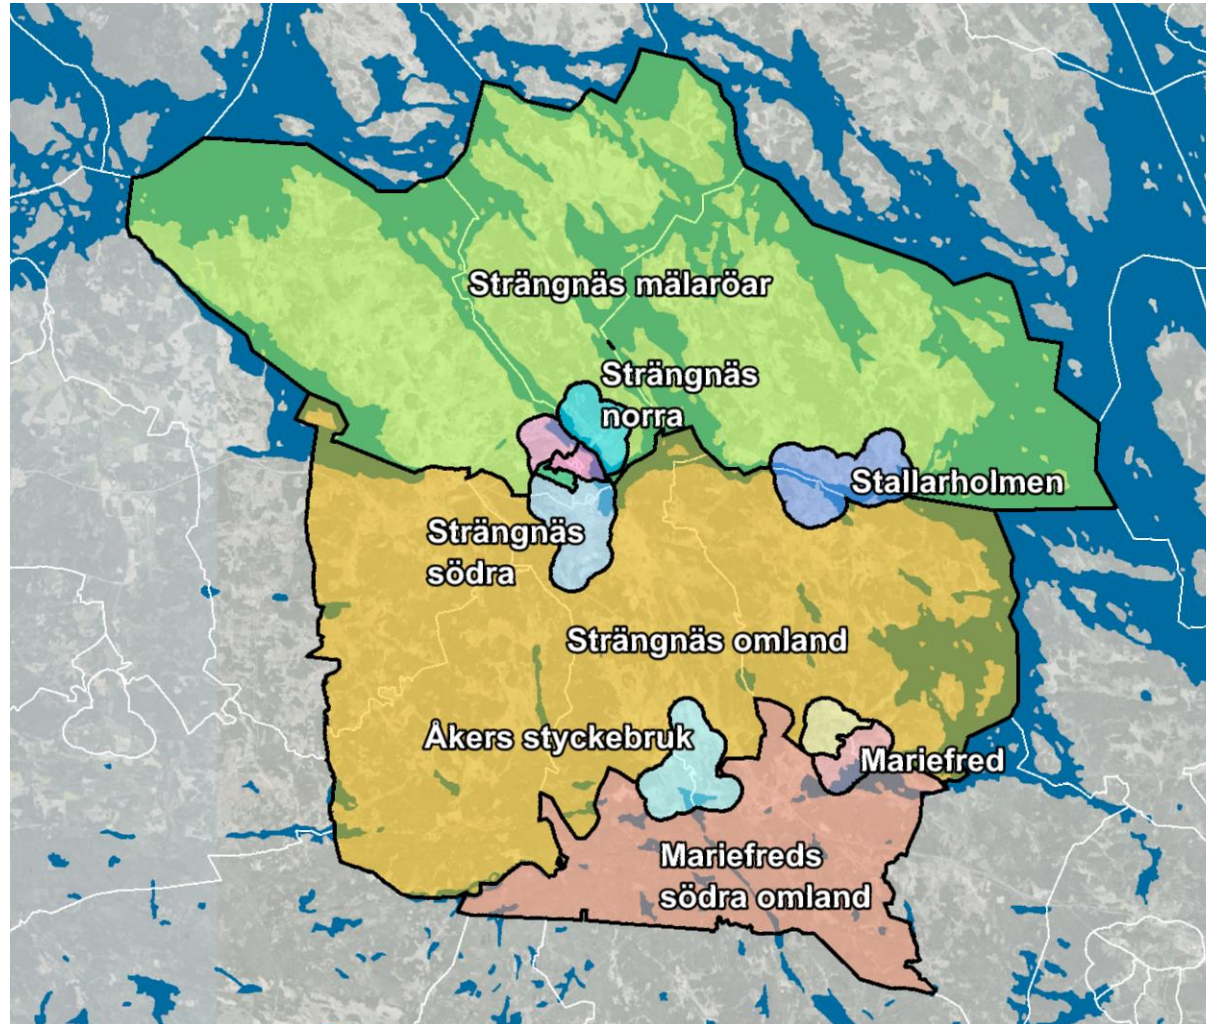 Strängnäs mälaröar
Strängnäs
norra
Stallarholmen
Strängnäs
södra
Strängnäs omland
Åkers styckebruk
Mariefred
Mariefreds
södra omland